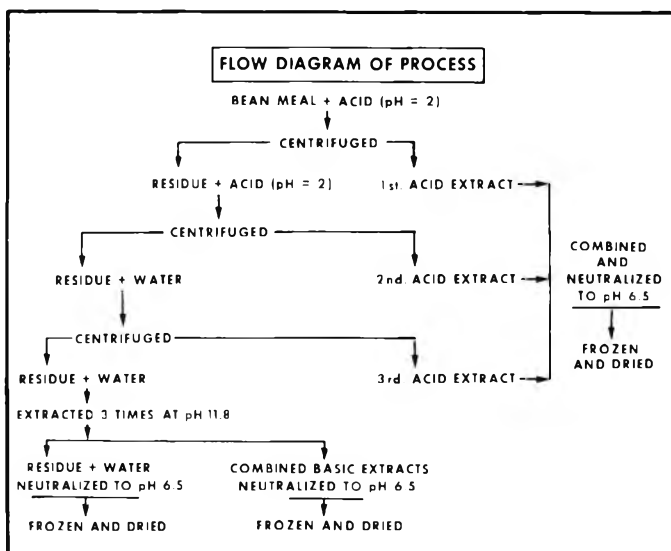 FLOW DIAGRAM OF PROCESS
BEAN MEAL + ACID (pH = 2)
CENTRIFUGED
RESIDUE + ACID (pH = 2)
1st. ACID EXTRACT
CENTRIFUGED
RESIDUE + WATER
2nd. ACID EXTRACT
COMBINED
AND
NEUTRALIZED
TO pH 6.5
CENTRIFUGED
FROZEN
AND DRIED
RESIDUE + WATER
3rd. ACID EXTRACT
EXTRACTED 3 TIMES AT pH 11.8
RESIDUE + WATER
NEUTRALIZED TO pH 6.5
COMBINED BASIC EXTRACTS
NEUTRALIZED TO pH 6.5
FROZEN AND DRIED
FROZEN AND DRIED